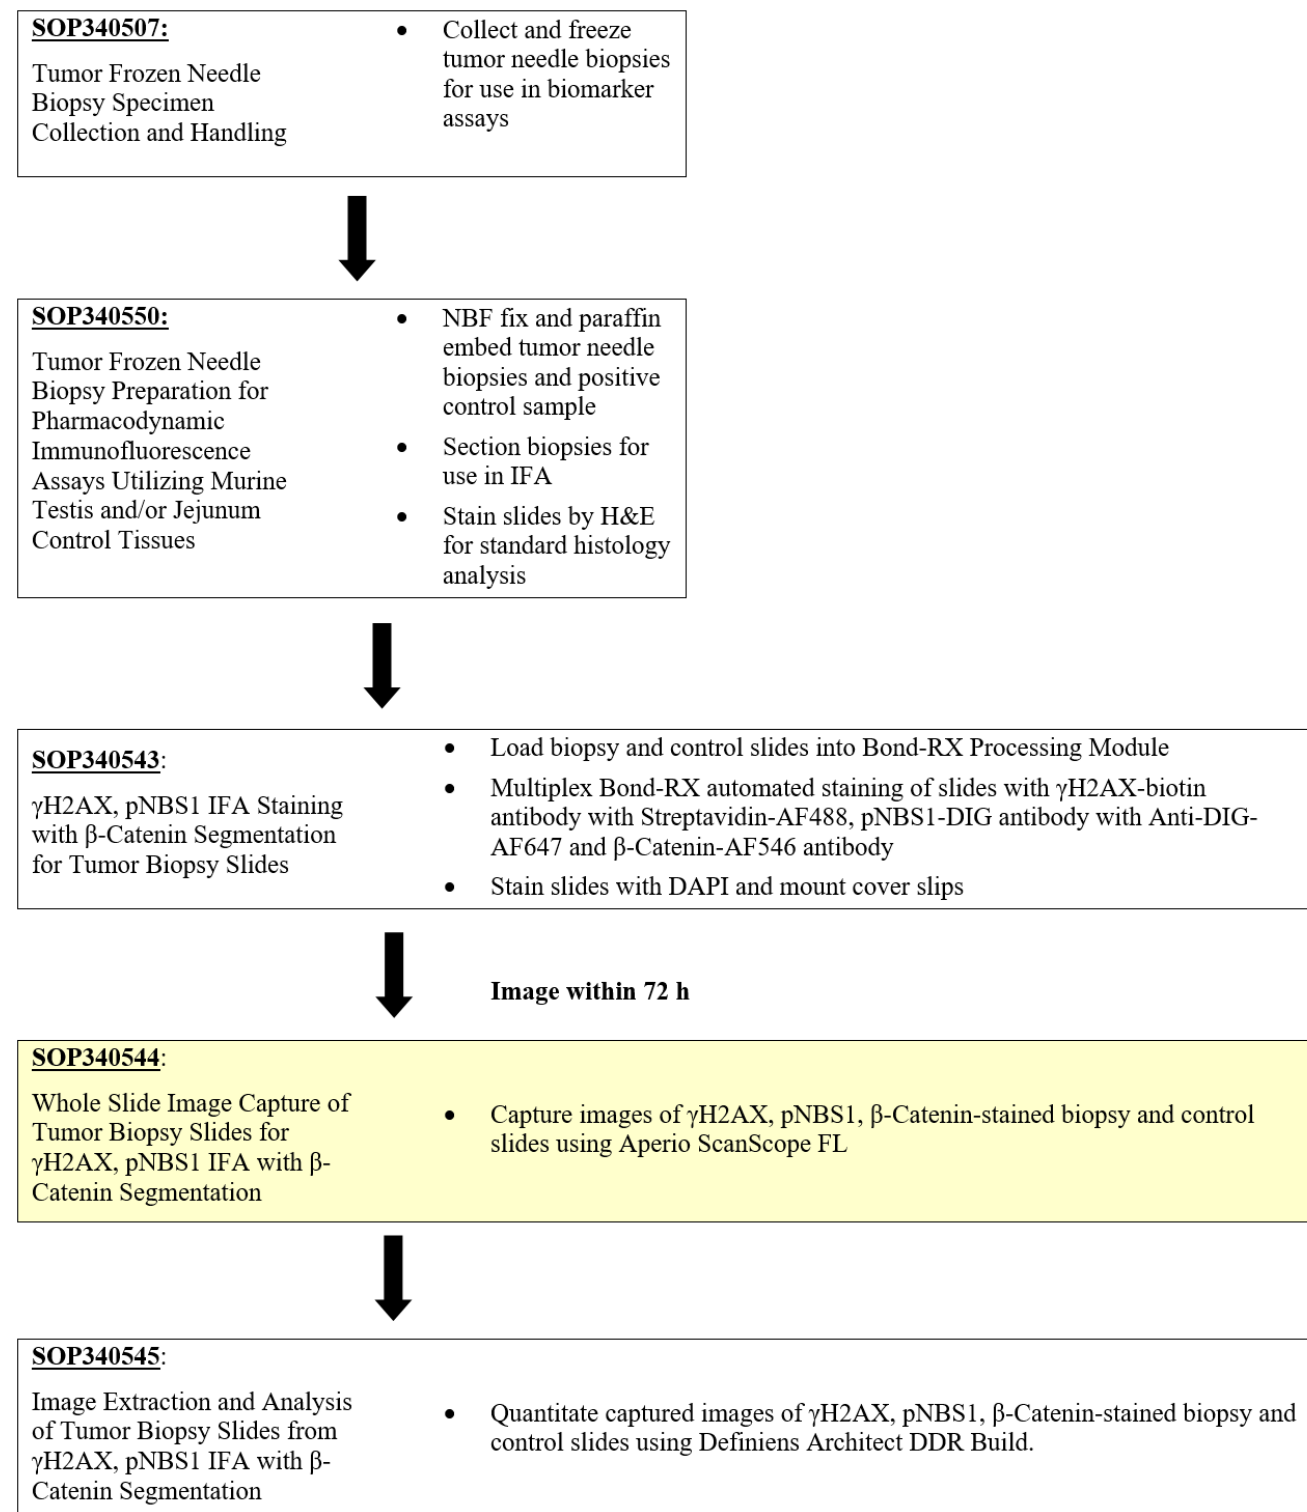 SOP340507:
Tumor Frozen Needle
Biopsy Specimen
Collection and Handling
• Collect and freeze
tumor needle biopsies
for use in biomarker
assays
SOP340550:
Tumor Frozen Needle
Biopsy Preparation for
Pharmacodynamic
Immunofluorescence
Assays Utilizing Murine
Testis and/or Jejunum
Control Tissues
• NBF fix and paraffin
embed tumor needle
biopsies and positive
control sample
• Section biopsies for
use in IFA
• Stain slides by H&E
for standard histology
analysis
SOP340543:
γH2AX, pNBS1 IFA Staining
with β-Catenin Segmentation
for Tumor Biopsy Slides
• Load biopsy and control slides into Bond-RX Processing Module
• Multiplex Bond-RX automated staining of slides with γH2AX-biotin
antibody with Streptavidin-AF488, pNBS1-DIG antibody with Anti-DIG-
AF647 and β-Catenin-AF546 antibody
• Stain slides with DAPI and mount cover slips
Image within 72 h
SOP340544:
Whole Slide Image Capture of
Tumor Biopsy Slides for
γH2AX, pNBS1 IFA with β-
Catenin Segmentation
• Capture images of γH2AX, pNBS1, β-Catenin-stained biopsy and control
slides using Aperio ScanScope FL
SOP340545:
Image Extraction and Analysis
of Tumor Biopsy Slides from
γH2AX, pNBS1 IFA with β-
Catenin Segmentation
• Quantitate captured images of γH2AX, pNBS1, β-Catenin-stained biopsy and
control slides using Definiens Architect DDR Build.